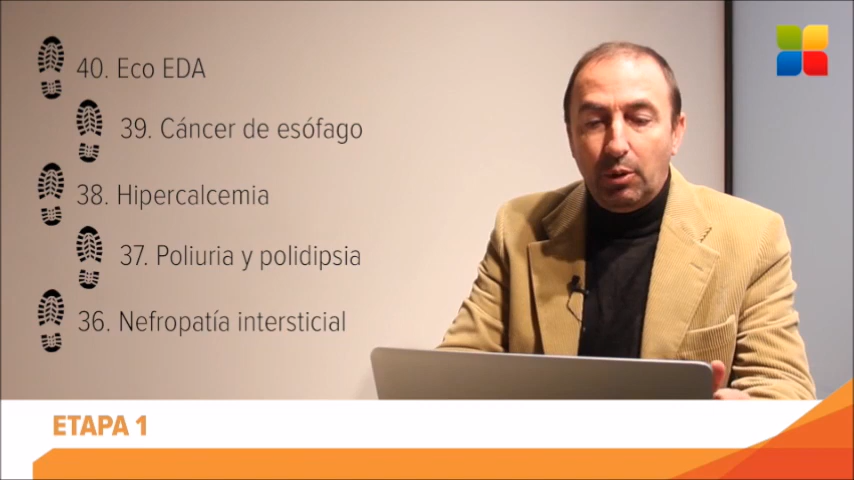 40. Eco EDA
39. Cáncer de esófago
38. Hipercalcemia
37. Poliuria y polidipsia
36. Nefropatía intersticial
ETAPA 1